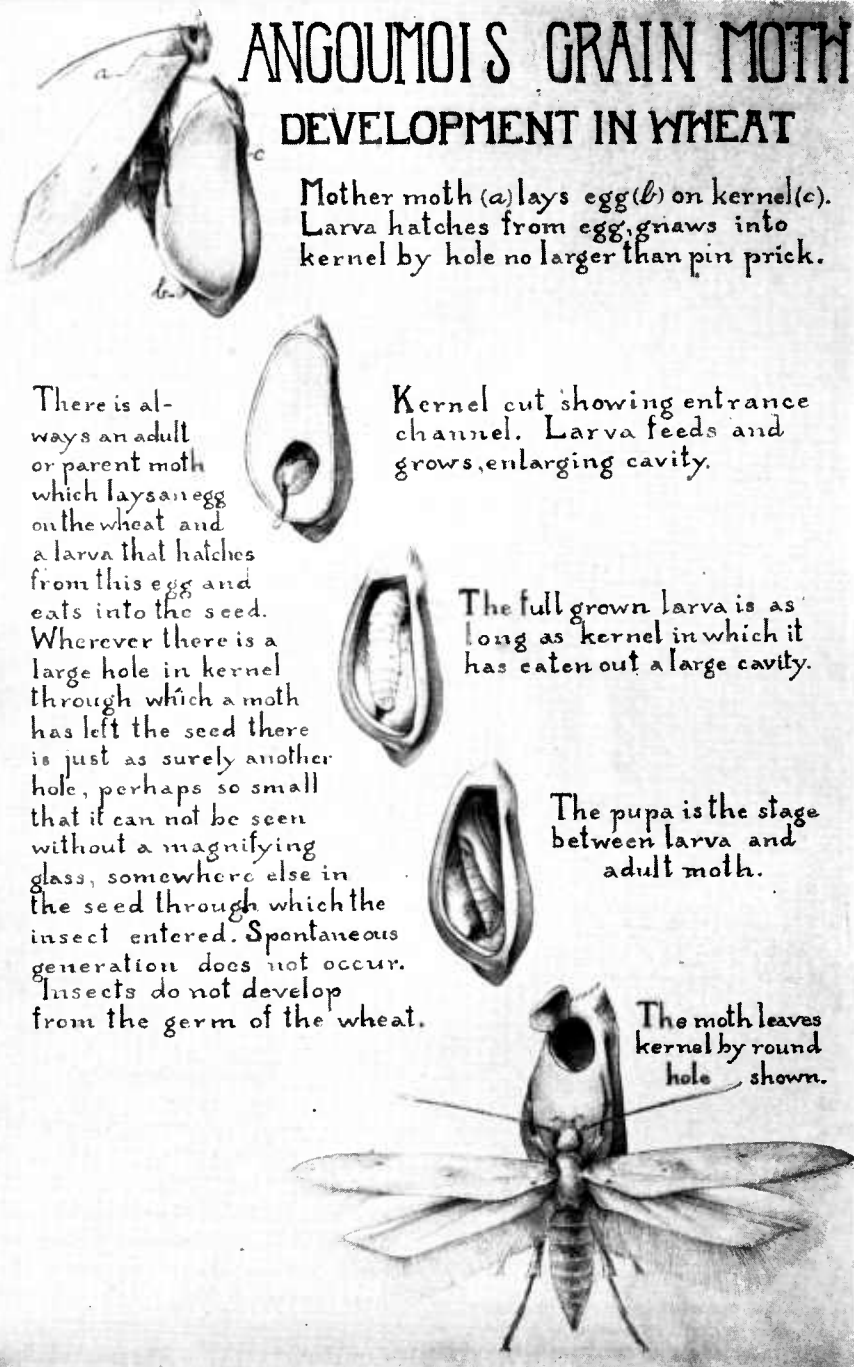 ANGOUMOIS GRAIN MOTH
DEVELOPMENT IN WHEAT
a
c
b
Mother moth (a) lays egg (b) on kernel (c).
Larva hatches from egg, gnaws into
kernel by hole no larger than pin prick.
Kernel cut showing entrance
channel. Larva feeds and
grows, enlarging cavity.
There is al-
ways an adult
or parent moth
which lays an egg
on the wheat and
a larva that hatches
from this egg and
eats into the seed.
Wherever there is a
large hole in kernel
through which a moth
has left the seed there
is just as surely another
hole, perhaps so small
that it can not be seen
without a magnifying
glass, somewhere else in
the seed through which the
insect entered. Spontaneous
generation does not occur.
Insects do not develop
from the germ of the wheat.
The full grown larva is as
long as kernel in which it
has eaten out a large cavity.
The pupa is the stage
between larva and
adult moth.
The moth leaves
kernel by round
hole, shown.